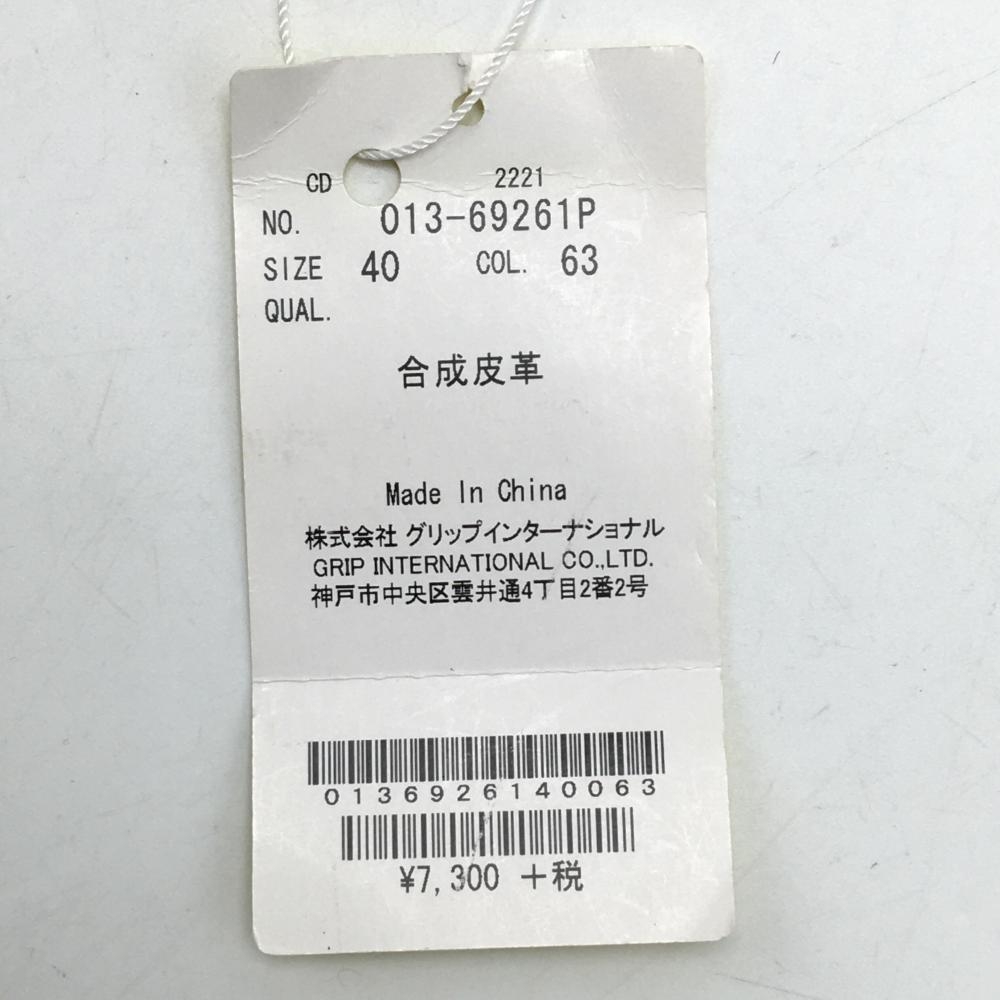 CD 2221
NO. 013-69261P
SIZE 40 COL. 63
QUAL.
合成皮革
Made In China
株式会社 グリップインターナショナル
GRIP INTERNATIONAL CO.,LTD.
神戸市中央区雲井通4丁目2番2号
0136926140063
¥7,300 +税